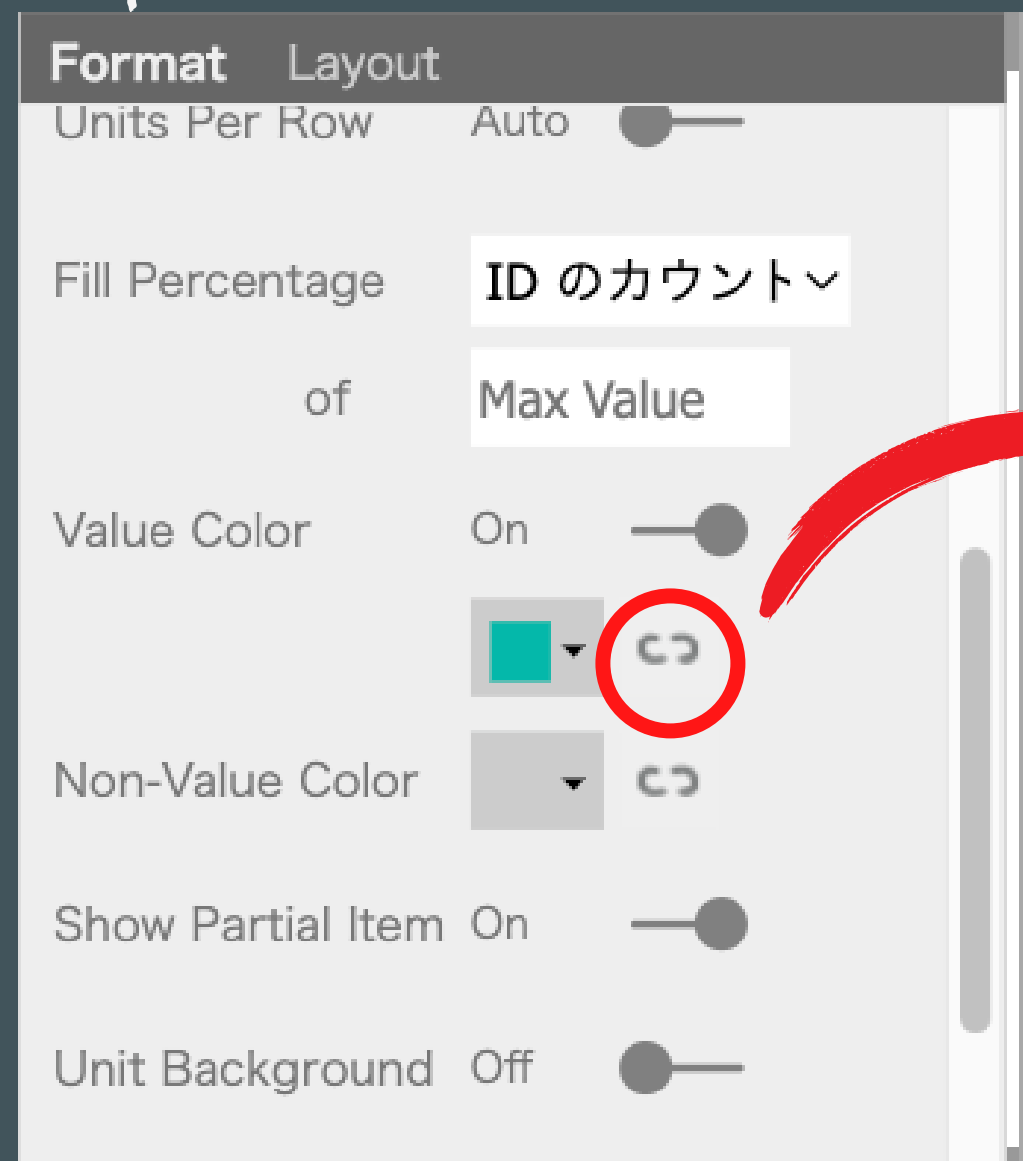 Format Layout
Units Per Row Auto
Fill Percentage ID のカウント
of Max Value
Value Color On
Non-Value Color
Show Partial Item On
Unit Background Off